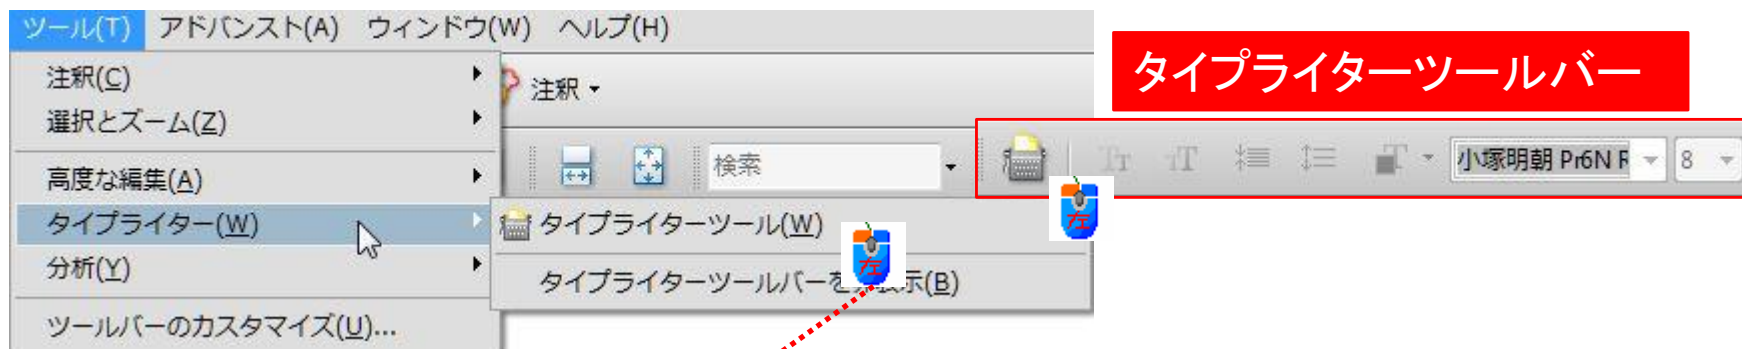 ツール(T) アドバンスト(A) ウィンドウ(W) ヘルプ(H)
タイプライターツールバー
注釈(C)
注釈
選択とズーム(Z)
検索
小塚明朝 Pr6N R
8
高度な編集(A)
タイプライター(W)
タイプライターツール(W)
左
左
分析(Y)
タイプライターツールバーを非表示(B)
ツールバーのカスタマイズ(U)...